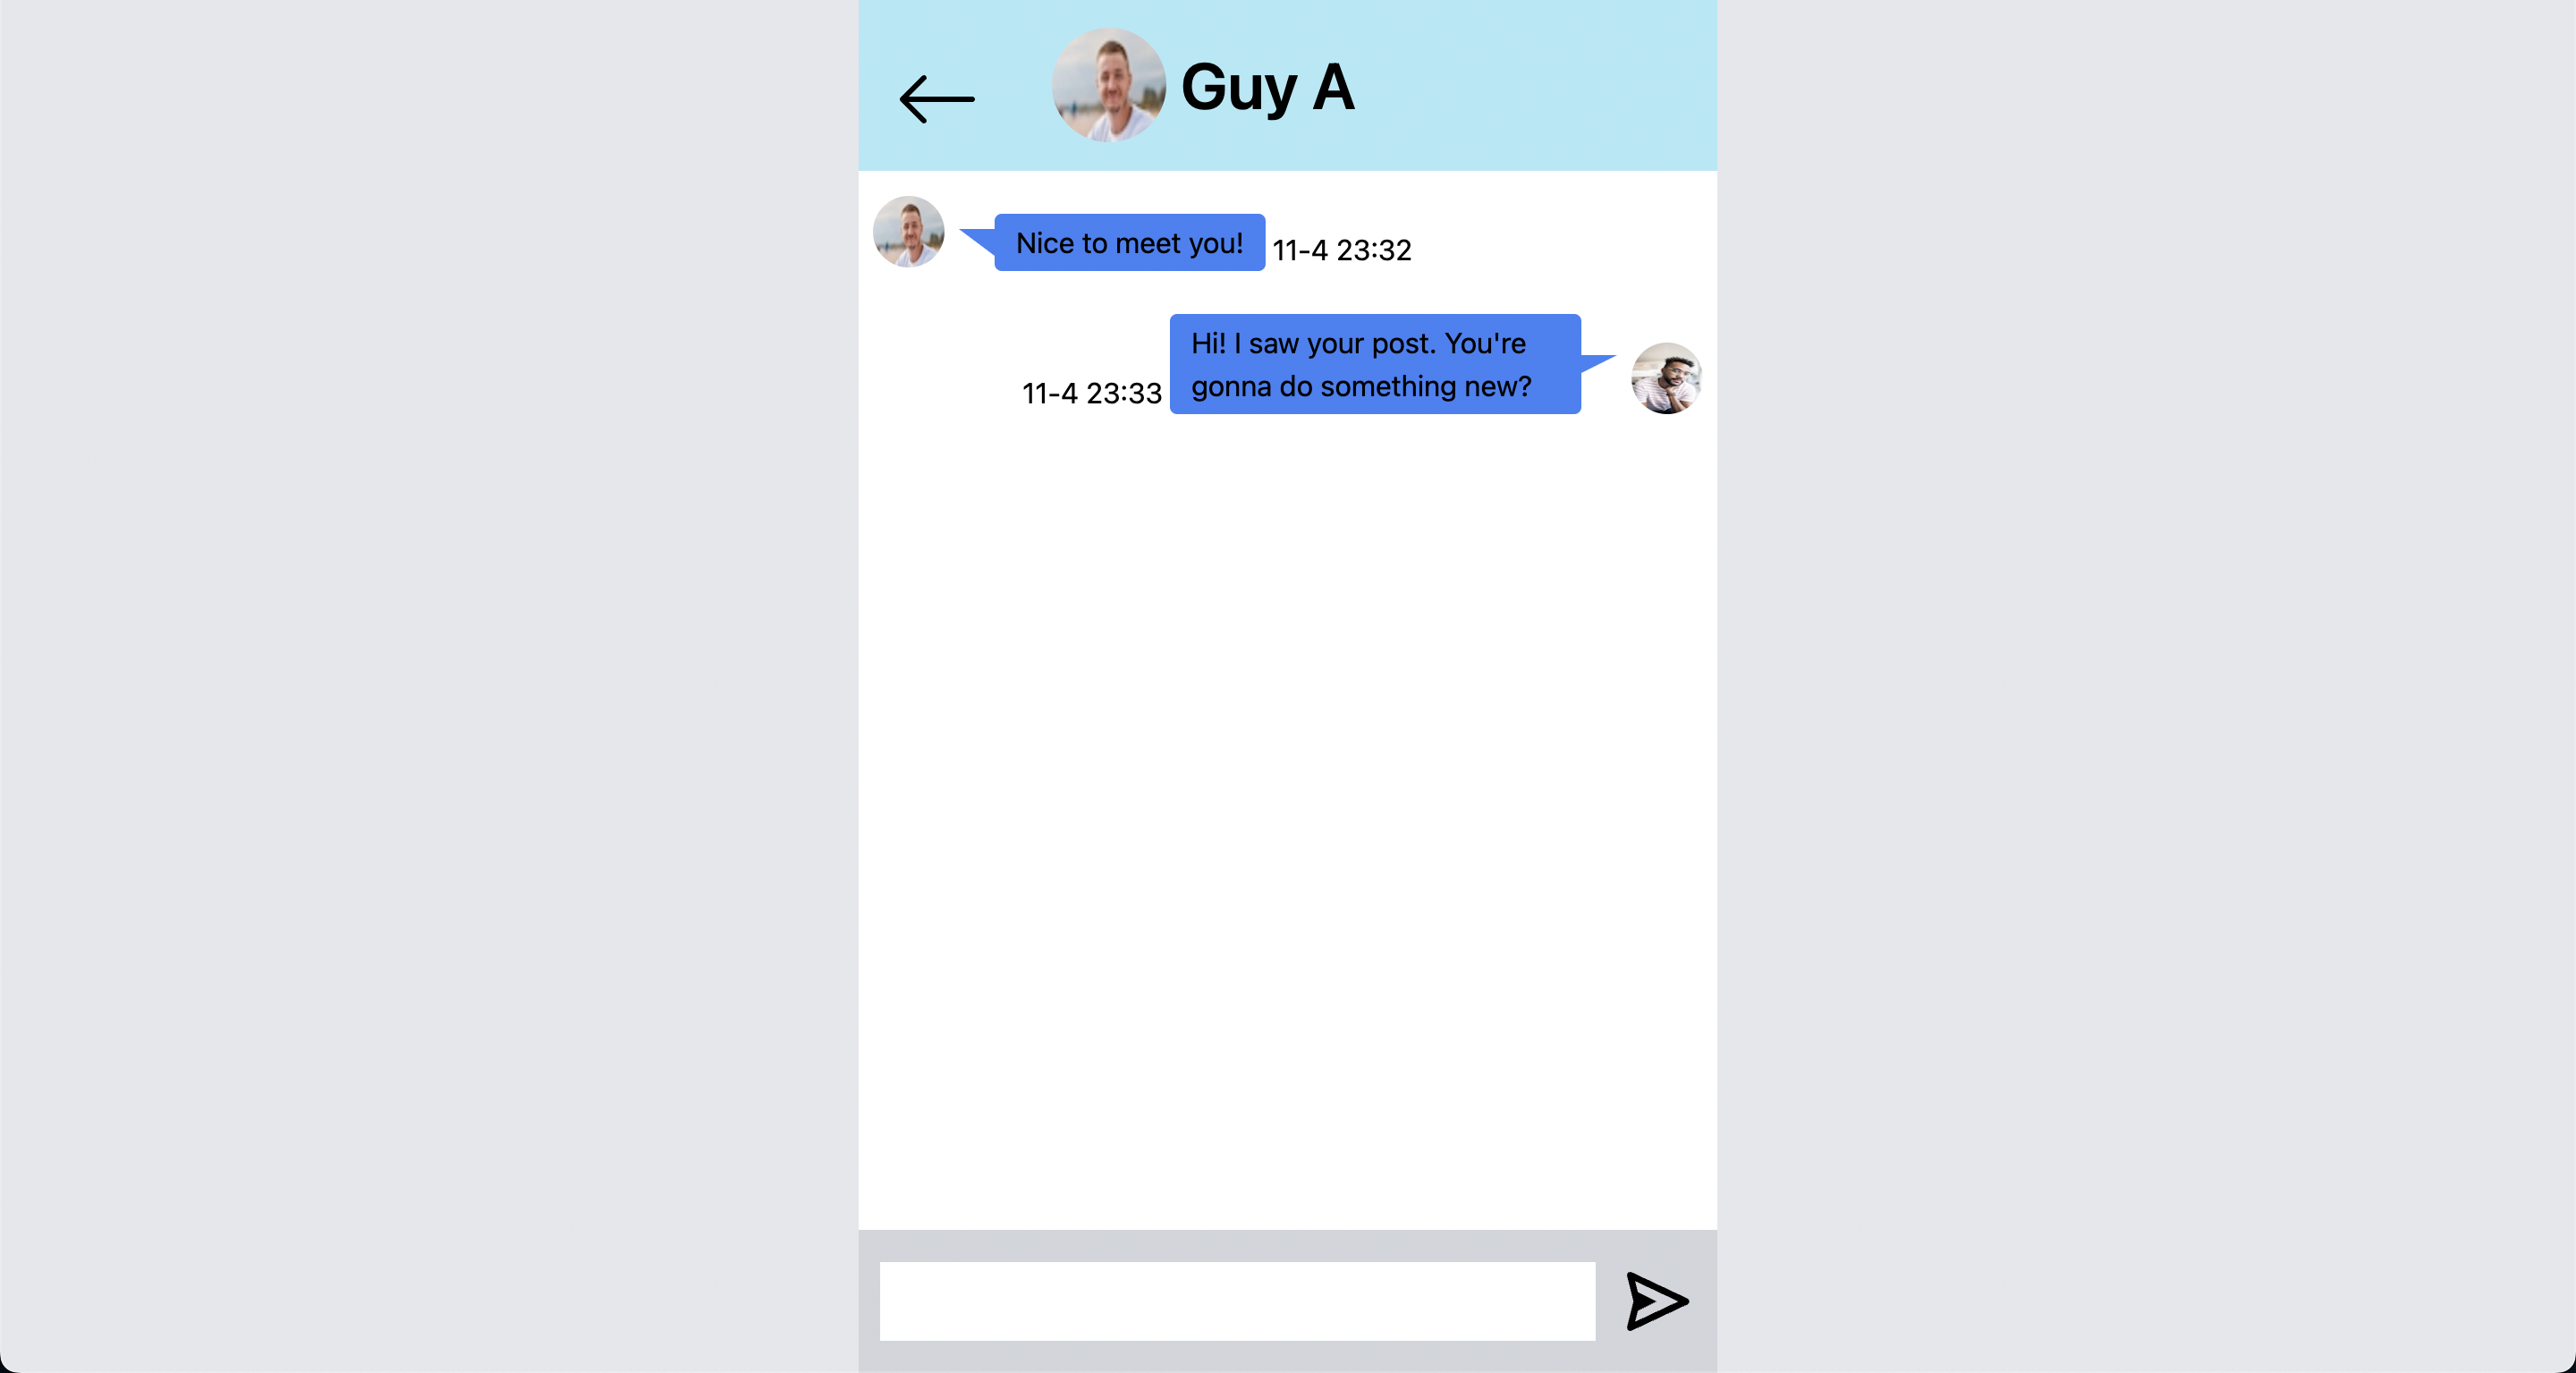 Guy A
Nice to meet you!
11-4 23:32
Hi! I saw your post. You're
gonna do something new?
11-4 23:33